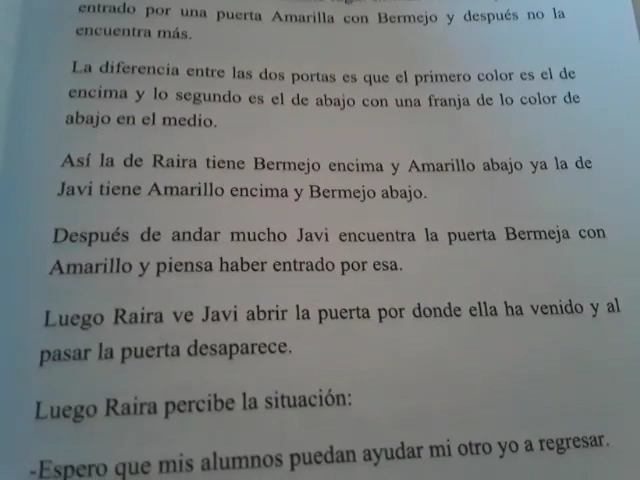 entrado por una puerta Amarilla con Bermejo y después no la
encuentra más.
La diferencia entre las dos portas es que el primero color es el de
encima y lo segundo es el de abajo con una franja de lo color de
abajo en el medio.
Así la de Raira tiene Bermejo encima y Amarillo abajo ya la de
Javi tiene Amarillo encima y Bermejo abajo.
Después de andar mucho Javi encuentra la puerta Bermeja con
Amarillo y piensa haber entrado por esa.
Luego Raira ve Javi abrir la puerta por donde ella ha venido y al
pasar la puerta desaparece.
Luego Raira percibe la situación:
-Espero que mis alumnos puedan ayudar mi otro yo a regresar.